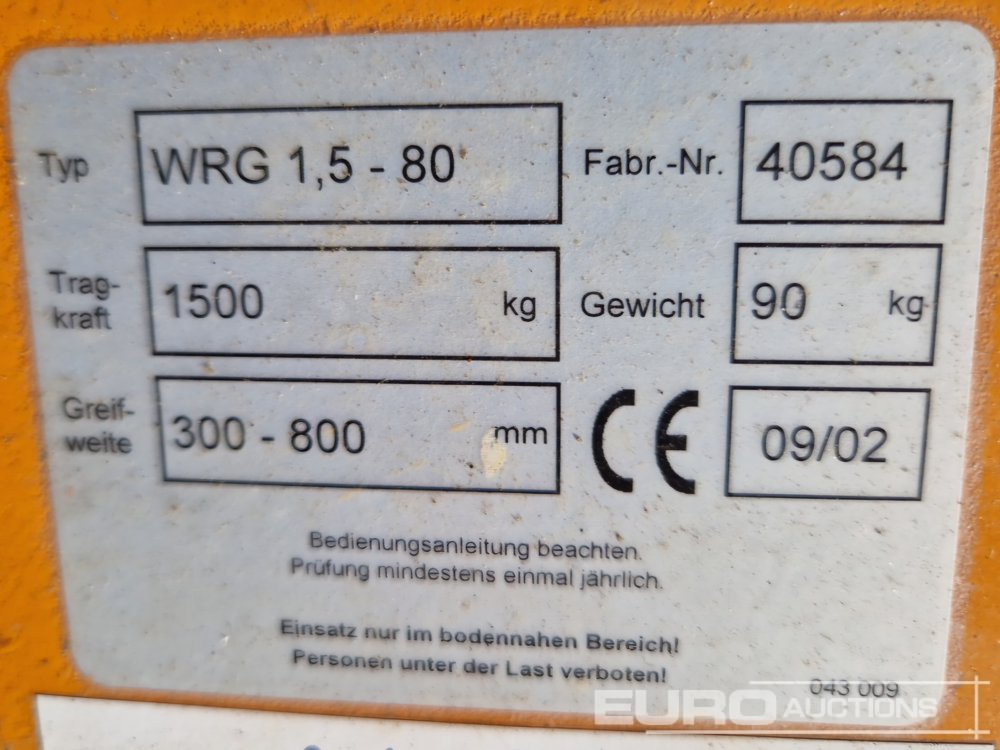 Typ WRG 1,5 - 80 Fabr.-Nr. 40584
Trag-
kraft 1500 kg Gewicht 90 kg
Greif-
weite 300 - 800 mm CE 09/02
Bedienungsanleitung beachten.
Prüfung mindestens einmal jährlich.
Einsatz nur im bodennahen Bereich!
Personen unter der Last verboten!
043 009
EURO AUCTIONS